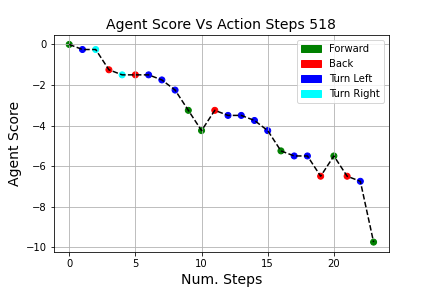 Agent Score Vs Action Steps 518
Forward
Back
Turn Left
Turn Right
Agent Score
0
−2
−4
−6
−8
−10
0 5 10 15 20
Num. Steps